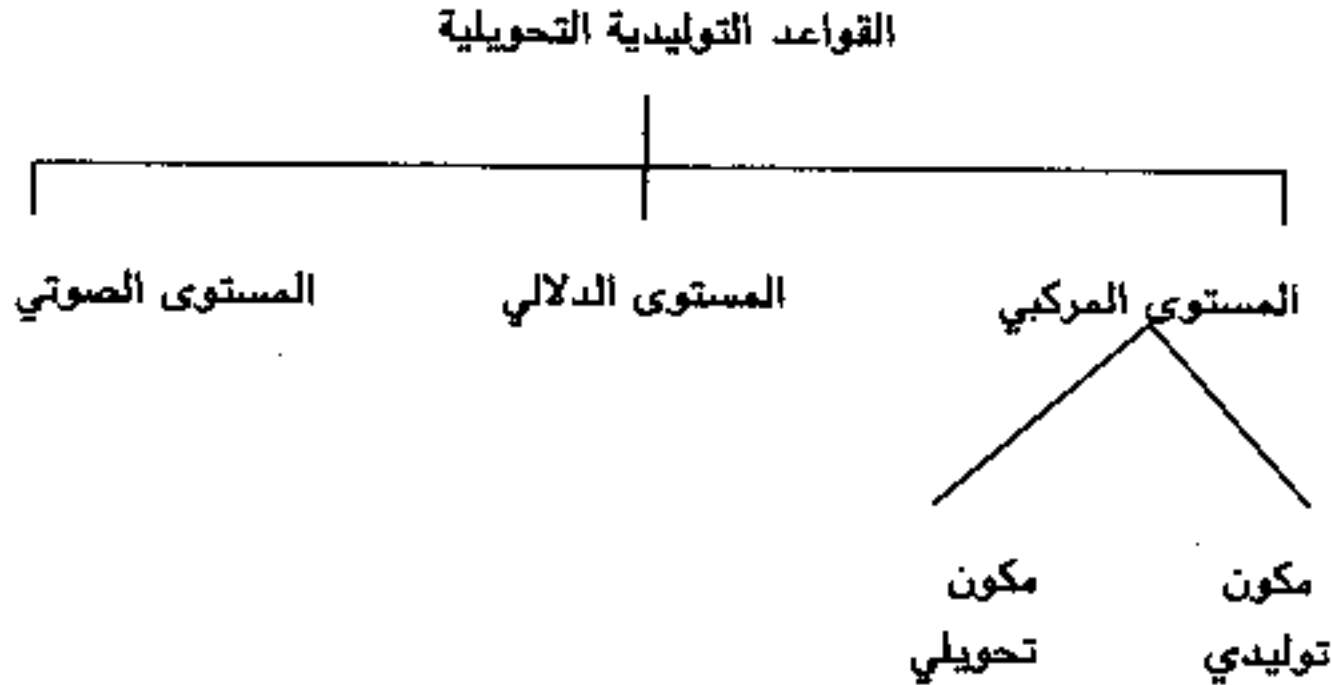 القواعد التوليدية التحويلية
المستوى المركبي
المستوى الدلالي
المستوى الصوتي
مكون
توليدي
مكون
تحويلي